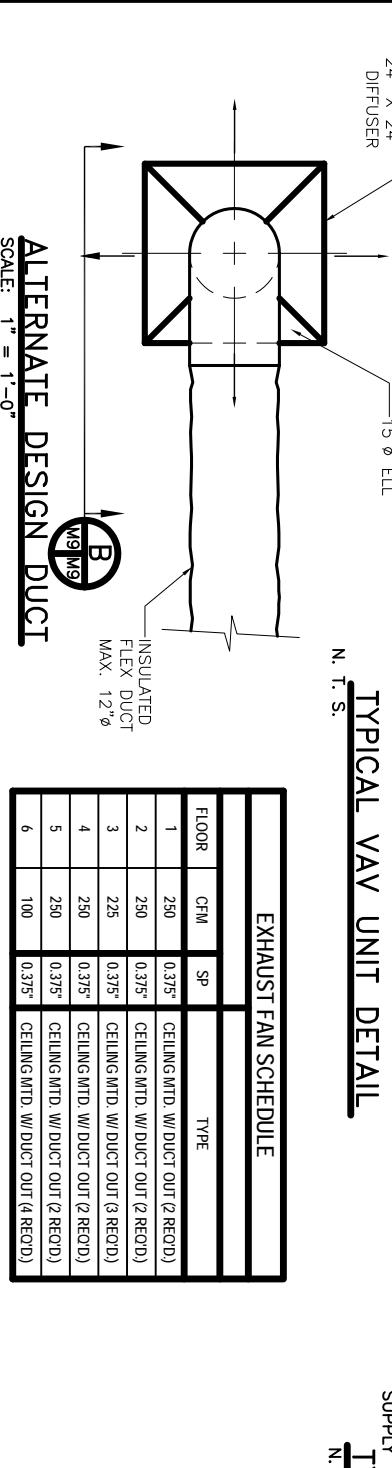 24" X 24"
DIFFUSER
15"Ø ELL
INSULATED
FLEX DUCT
MAX. 12"Ø
B
M9 M9
ALTERNATE DESIGN DUCT
SCALE: 1" = 1'-0"
TYPICAL VAV UNIT DETAIL
N. T. S.
EXHAUST FAN SCHEDULE
FLOOR CFM SP TYPE
1 250 0.375" CEILING MTD. W/ DUCT OUT (2 REQ'D.)
2 250 0.375" CEILING MTD. W/ DUCT OUT (2 REQ'D.)
3 225 0.375" CEILING MTD. W/ DUCT OUT (3 REQ'D.)
4 250 0.375" CEILING MTD. W/ DUCT OUT (2 REQ'D.)
5 250 0.375" CEILING MTD. W/ DUCT OUT (2 REQ'D.)
6 100 0.375" CEILING MTD. W/ DUCT OUT (4 REQ'D.)
SUPPLY
T
N.